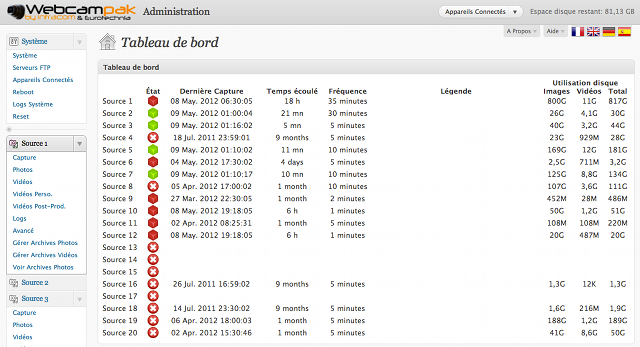 Webcampak
by infracom & Eurotechnia
Administration
Appareils Connectés
Espace disque restant: 81,13 GB
A Propos
Aide
Système
Système
Serveurs FTP
Appareils Connectés
Reboot
Logs Système
Reset
Source 1
Capture
Photos
Vidéos
Vidéos Perso.
Vidéos Post-Prod.
Logs
Avancé
Gérer Archives Photos
Gérer Archives Vidéos
Voir Archives Photos
Source 2
Source 3
Capture
Photos
Vidéos
Tableau de bord
Tableau de bord
Utilisation disque
État Dernière Capture Temps écoulé Fréquence Légende Images Vidéos Total
Source 1 08 May. 2012 06:30:05 18 h 35 minutes 800G 11G 817G
Source 2 09 May. 2012 01:00:04 21 mn 30 minutes 26G 4,1G 30G
Source 3 09 May. 2012 01:16:02 5 mn 5 minutes 40G 3,2G 44G
Source 4 18 Jul. 2011 23:59:01 9 months 5 minutes 23G 929M 28G
Source 5 09 May. 2012 01:10:02 11 mn 10 minutes 169G 12G 181G
Source 6 04 May. 2012 17:30:02 4 days 5 minutes 2,5G 711M 3,2G
Source 7 09 May. 2012 01:10:17 10 mn 10 minutes 125G 8,8G 134G
Source 8 05 Apr. 2012 17:00:02 1 month 10 minutes 107G 3,6G 111G
Source 9 27 Mar. 2012 22:30:05 1 month 2 minutes 452M 28M 486M
Source 10 08 May. 2012 19:18:05 6 h 1 minutes 50G 1,2G 51G
Source 11 02 Apr. 2012 08:25:31 1 month 5 minutes 108M 108M 220M
Source 12 08 May. 2012 19:18:05 6 h 1 minutes 20G 487M 20G
Source 13
Source 14
Source 15
Source 16 26 Jul. 2011 16:59:02 9 months 5 minutes 1,3G 12K 1,3G
Source 17
Source 18 14 Jul. 2011 23:30:02 9 months 5 minutes 1,6G 216M 1,9G
Source 19 06 Apr. 2012 18:00:03 1 month 5 minutes 188G 1,2G 189G
Source 20 02 Apr. 2012 15:30:46 1 month 5 minutes 41G 8,6G 50G